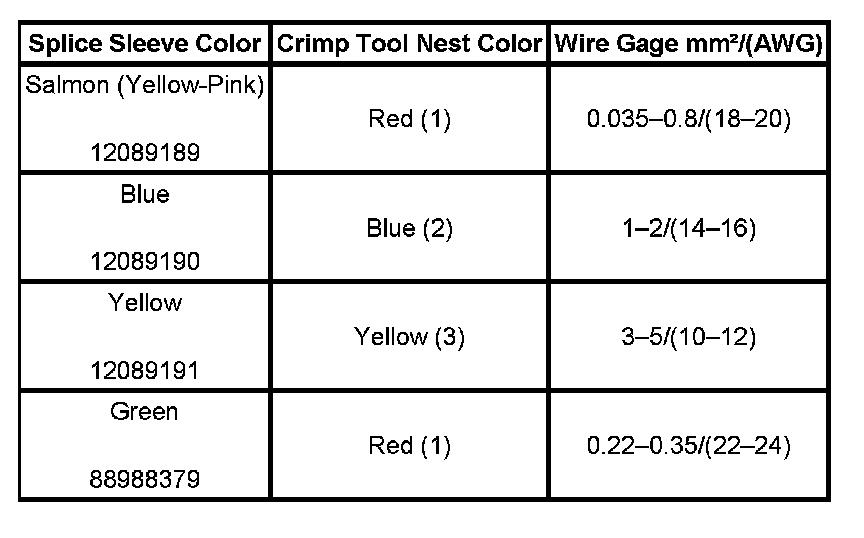 Splice Sleeve Color Crimp Tool Nest Color Wire Gage mm²/(AWG)
Salmon (Yellow-Pink)
12089189
Red (1)
0.035–0.8/(18–20)
Blue
12089190
Blue (2)
1–2/(14–16)
Yellow
12089191
Yellow (3)
3–5/(10–12)
Green
88988379
Red (1)
0.22–0.35/(22–24)